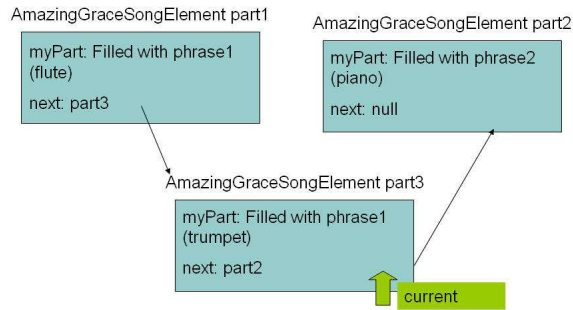 AmazingGraceSongElement part1
myPart: Filled with phrase1
(flute)
next: part3
AmazingGraceSongElement part2
myPart: Filled with phrase2
(piano)
next: null
AmazingGraceSongElement part3
myPart: Filled with phrase1
(trumpet)
next: part2
current